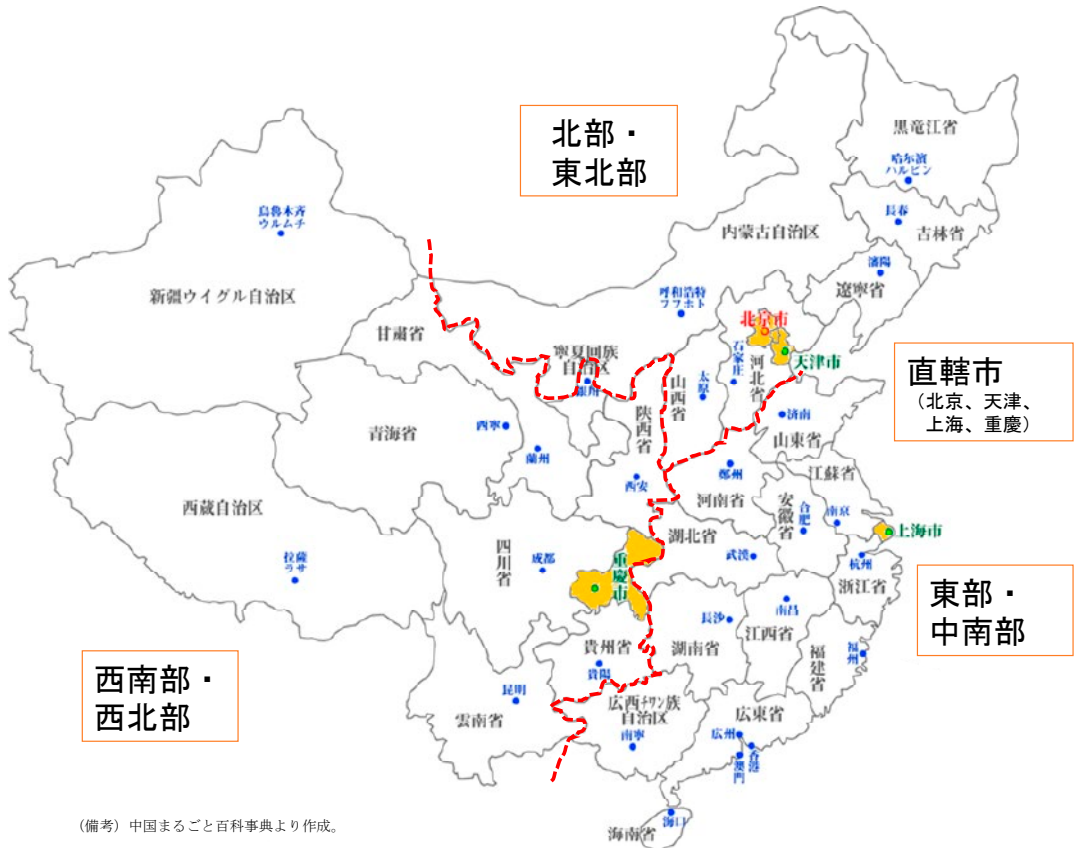 北部・
東北部
黒竜江省
哈尔濱
ハルビン
長春
吉林省
内蒙古自治区
瀋陽
遼寧省
烏魯木斉
ウルムチ
新疆ウイグル自治区
呼和浩特
フフホト
甘粛省
北京市
天津市
石家庄
河北省
寧夏回族
自治区
銀川
山西省
太原
陝西省
直轄市
（北京、天津、
上海、重慶）
済南
山東省
青海省
西寧
蘭州
西安
鄭州
河南省
江蘇省
安徽省
合肥
南京
上海市
西蔵自治区
拉薩
ラサ
四川省
成都
重慶市
湖北省
武漢
杭州
浙江省
東部・
中南部
長沙
湖南省
南昌
江西省
福建省
福州
貴州省
貴陽
西南部・
西北部
昆明
雲南省
広西チワン族
自治区
南寧
広東省
広州
香港
澳門
海口
海南省
（備考）中国まるごと百科事典より作成。